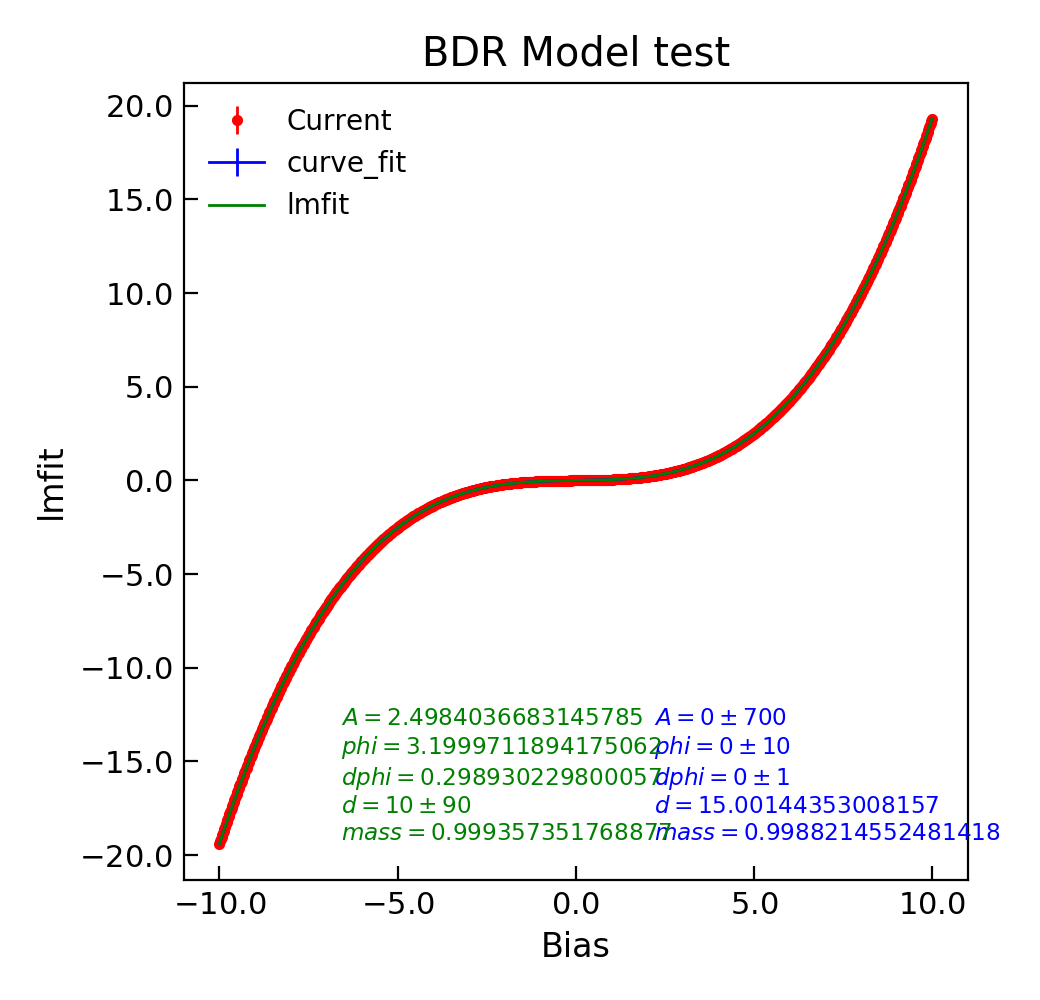 BDR Model test
20.0
15.0
10.0
5.0
0.0
−5.0
−10.0
−15.0
−20.0
lmfit
Current
curve_fit
lmfit
A = 2.4984036683145785
phi = 3.1999711894175062
dphi = 0.298930229800057
d = 10 ± 90
mass = 0.999357351768877
A = 0 ± 700
phi = 0 ± 10
dphi = 0 ± 1
d = 15.00144353008157
mass = 0.9988214552481418
−10.0
−5.0
0.0
5.0
10.0
Bias